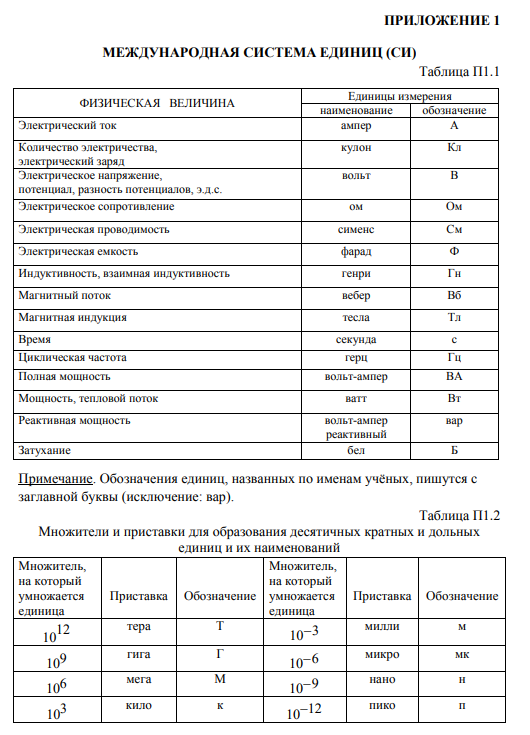 ПРИЛОЖЕНИЕ 1
МЕЖДУНАРОДНАЯ СИСТЕМА ЕДИНИЦ (СИ)
Таблица П1.1
ФИЗИЧЕСКАЯ ВЕЛИЧИНА Единицы измерения
наименование обозначение
Электрический ток ампер А
Количество электричества, кулон Кл
электрический заряд
Электрическое напряжение, вольт В
потенциал, разность потенциалов, э.д.с.
Электрическое сопротивление ом Ом
Электрическая проводимость сименс См
Электрическая емкость фарад Ф
Индуктивность, взаимная индуктивность генри Гн
Магнитный поток вебер Вб
Магнитная индукция тесла Тл
Время секунда с
Циклическая частота герц Гц
Полная мощность вольт-ампер ВА
Мощность, тепловой поток ватт Вт
Реактивная мощность вольт-ампер вар
реактивный
Затухание бел Б
Примечание. Обозначения единиц, названных по именам учёных, пишутся с
заглавной буквы (исключение: вар).
Таблица П1.2
Множители и приставки для образования десятичных кратных и дольных
единиц и их наименований
Множитель, Множитель,
на который на который
умножается Приставка Обозначение умножается Приставка Обозначение
единица единица
10^12 тера Т 10^−3 милли м
10^9 гига Г 10^−6 микро мк
10^6 мега М 10^−9 нано н
10^3 кило к 10^−12 пико п